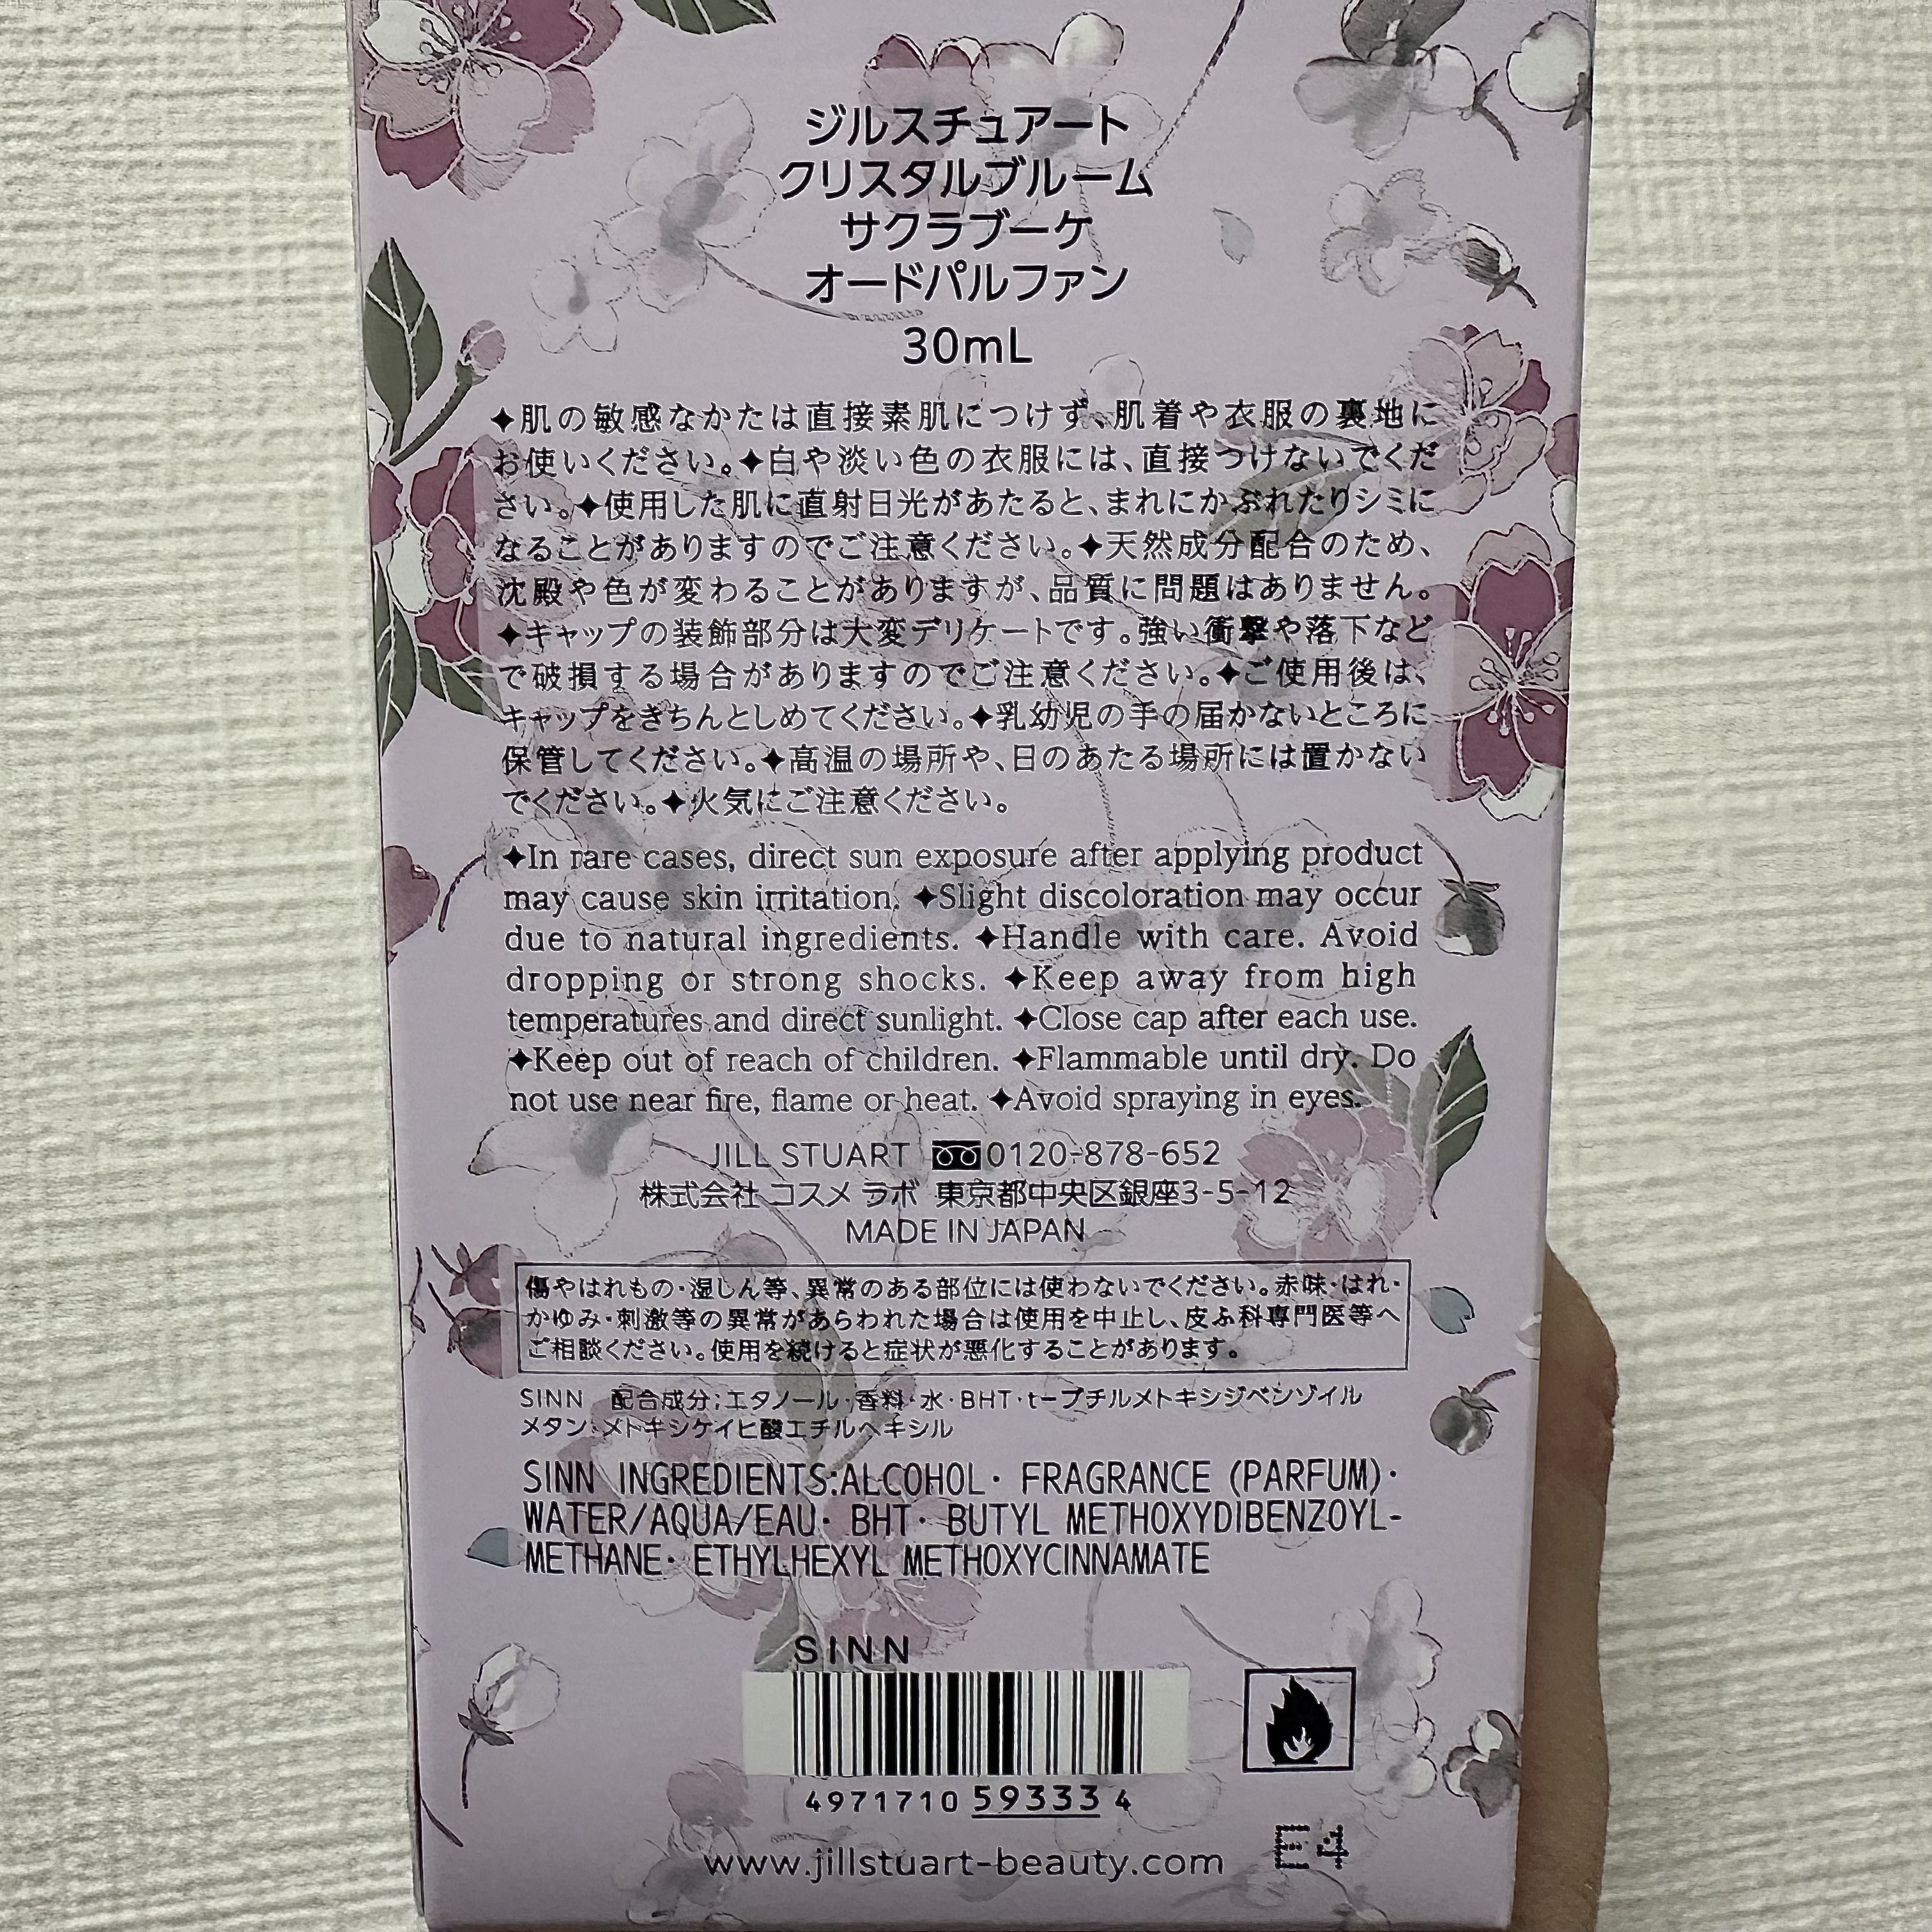 ジルスチュアート
クリスタルブルーム
サクラブーケ
オードパルファン
30mL
✦肌の敏感なかたは直接素肌につけず、肌着や衣服の裏地に
お使いください。✦白や淡い色の衣服には、直接つけないでくだ
さい。✦使用した肌に直射日光があたると、まれにかぶれたりシミに
なることがありますのでご注意ください。✦天然成分配合のため、
沈殿や色が変わることがありますが、品質に問題はありません。
✦キャップの装飾部分は大変デリケートです。強い衝撃や落下など
で破損する場合がありますのでご注意ください。✦ご使用後は、
キャップをきちんとしめてください。✦乳幼児の手の届かないところに
保管してください。✦高温の場所や、日のあたる場所には置かない
でください。✦火気にご注意ください。
✦In rare cases, direct sun exposure after applying product
may cause skin irritation. ✦Slight discoloration may occur
due to natural ingredients. ✦Handle with care. Avoid
dropping or strong shocks. ✦Keep away from high
temperatures and direct sunlight. ✦Close cap after each use.
✦Keep out of reach of children. ✦Flammable until dry. Do
not use near fire, flame or heat. ✦Avoid spraying in eyes.
JILL STUART 0120-878-652
株式会社 コスメ ラボ 東京都中央区銀座3-5-12
MADE IN JAPAN
傷やはれもの・湿しん等、異常のある部位には使わないでください。赤味・はれ・
かゆみ・刺激等の異常があらわれた場合は使用を中止し、皮ふ科専門医等へ
ご相談ください。使用を続けると症状が悪化することがあります。
SINN 配合成分;エタノール・香料・水・BHT・t-ブチルメトキシジベンゾイル
メタン・メトキシケイヒ酸エチルヘキシル
SINN INGREDIENTS:ALCOHOL・ FRAGRANCE (PARFUM)・
WATER/AQUA/EAU・ BHT・ BUTYL METHOXYDIBENZOYL-
METHANE・ ETHYLHEXYL METHOXYCINNAMATE
SINN
4971710 59333 4
www.jillstuart-beauty.com
E4